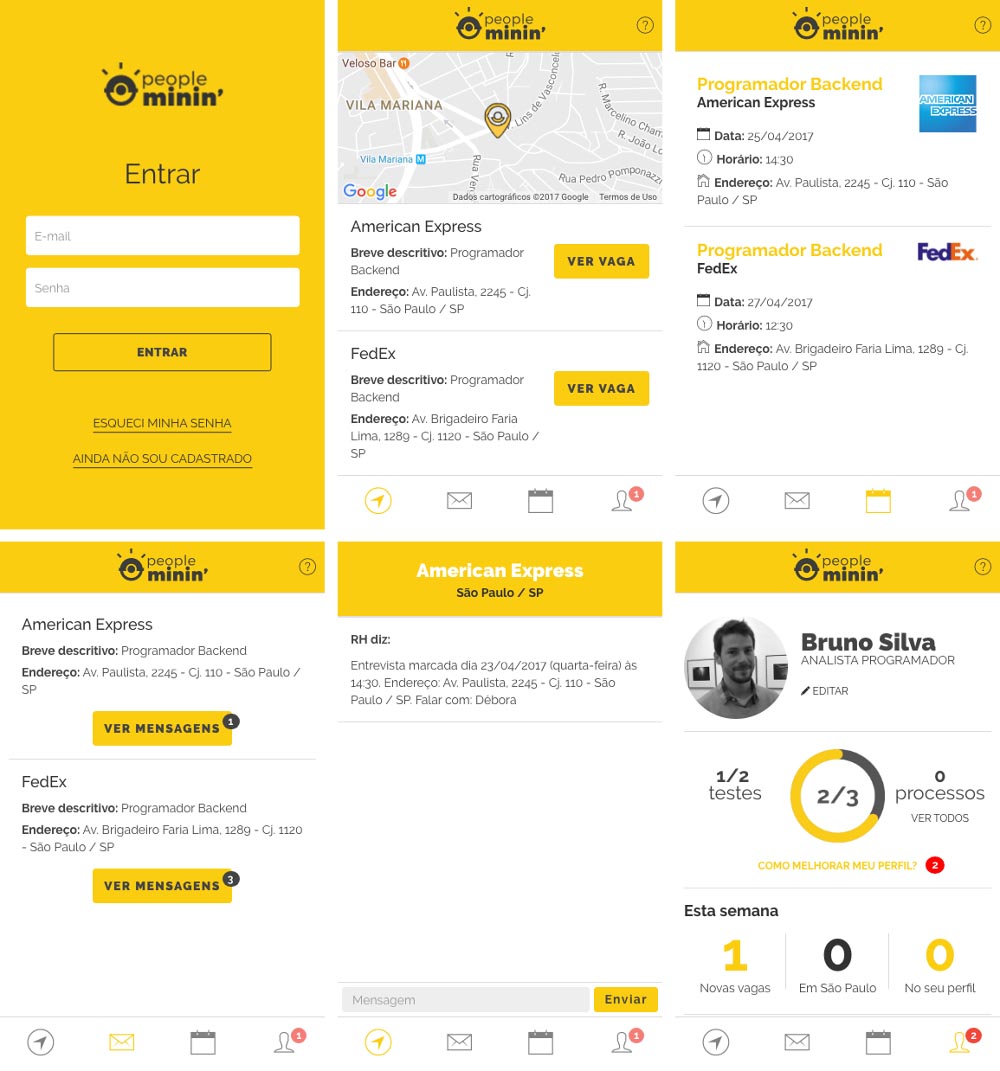 people
minin'
Entrar
E-mail
Senha
ENTRAR
ESQUECI MINHA SENHA
AINDA NÃO SOU CADASTRADO
people
minin'
?
Veloso Bar
VILA MARIANA
R. Lins de Vasconcel
R. Marcelino Cham
R. João Lo
Vila Mariana M
Rua Ver
Rua Pedro Pomponazzi
Google
Dados cartográficos ©2017 Google
Termos de Uso
American Express
Breve descritivo: Programador
Backend
Endereço: Av. Paulista, 2245 - Cj.
110 - São Paulo / SP
VER VAGA
FedEx
Breve descritivo: Programador
Backend
Endereço: Av. Brigadeiro Faria
Lima, 1289 - Cj. 1120 - São Paulo /
SP
VER VAGA
1
people
minin'
?
Programador Backend
American Express
AMERICAN
EXPRESS
Data: 25/04/2017
Horário: 14:30
Endereço: Av. Paulista, 2245 - Cj. 110 - São
Paulo / SP
Programador Backend
FedEx
FedEx.
Data: 27/04/2017
Horário: 12:30
Endereço: Av. Brigadeiro Faria Lima, 1289 - Cj.
1120 - São Paulo / SP
1
people
minin'
?
American Express
Breve descritivo: Programador Backend
Endereço: Av. Paulista, 2245 - Cj. 110 - São Paulo /
SP
VER MENSAGENS 1
FedEx
Breve descritivo: Programador Backend
Endereço: Av. Brigadeiro Faria Lima, 1289 - Cj. 1120
- São Paulo / SP
VER MENSAGENS 3
1
American Express
São Paulo / SP
RH diz:
Entrevista marcada dia 23/04/2017 (quarta-feira) às
14:30. Endereço: Av. Paulista, 2245 - Cj. 110 - São
Paulo / SP. Falar com: Débora
Mensagem
Enviar
1
people
minin'
?
Bruno Silva
ANALISTA PROGRAMADOR
EDITAR
1/2
testes
2/3
0
processos
VER TODOS
COMO MELHORAR MEU PERFIL? 2
Esta semana
1
Novas vagas
0
Em São Paulo
0
No seu perfil
2